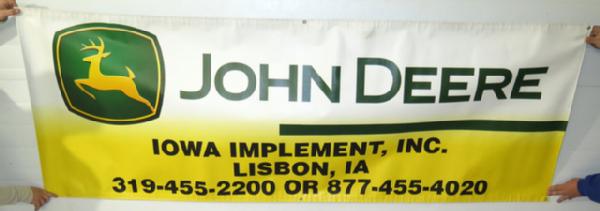 JOHN DEERE
IOWA IMPLEMENT, INC.
LISBON, IA
319-455-2200 OR 877-455-4020